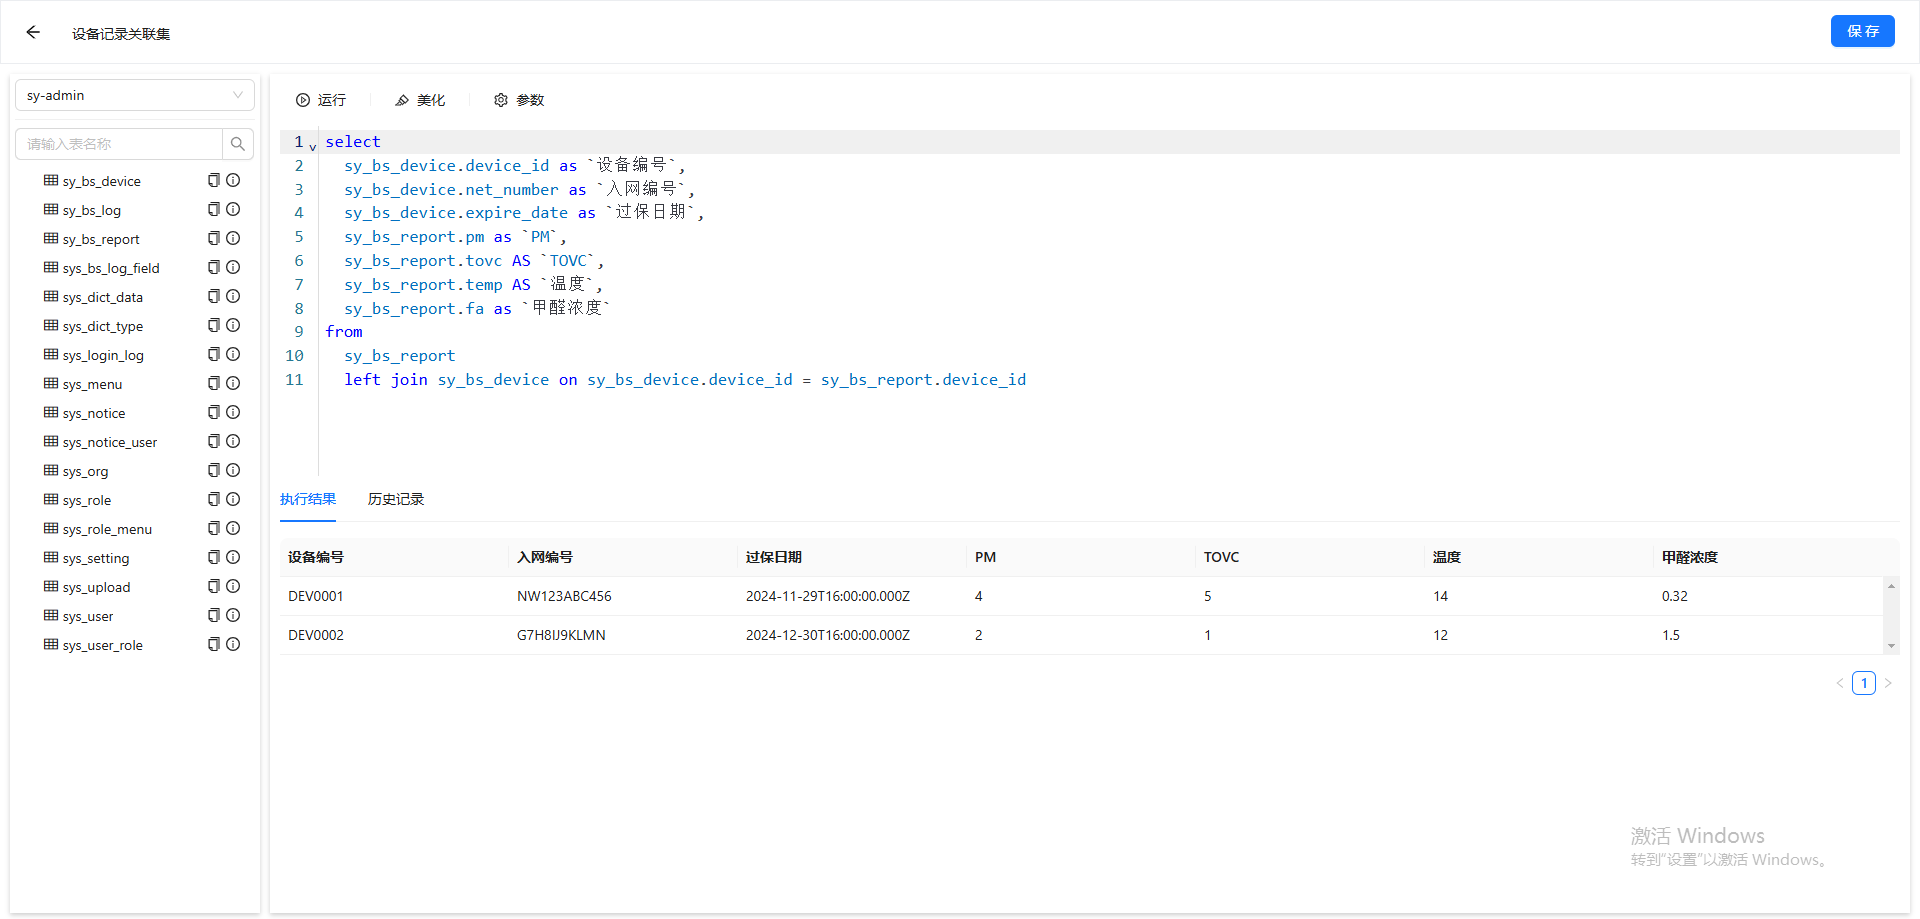 设备记录关联集
保存
sy-admin
请输入表名称
sy_bs_device
sy_bs_log
sy_bs_report
sys_bs_log_field
sys_dict_data
sys_dict_type
sys_login_log
sys_menu
sys_notice
sys_notice_user
sys_org
sys_role
sys_role_menu
sys_setting
sys_upload
sys_user
sys_user_role
运行 美化 参数
1 select
2 sy_bs_device.device_id as `设备编号`,
3 sy_bs_device.net_number as `入网编号`,
4 sy_bs_device.expire_date as `过保日期`,
5 sy_bs_report.pm as `PM`,
6 sy_bs_report.tovc AS `TOVC`,
7 sy_bs_report.temp AS `温度`,
8 sy_bs_report.fa as `甲醛浓度`
9 from
10 sy_bs_report
11 left join sy_bs_device on sy_bs_device.device_id = sy_bs_report.device_id
执行结果 历史记录
设备编号 入网编号 过保日期 PM TOVC 温度 甲醛浓度
DEV0001 NW123ABC456 2024-11-29T16:00:00.000Z 4 5 14 0.32
DEV0002 G7H8IJ9KLMN 2024-12-30T16:00:00.000Z 2 1 12 1.5
1
激活 Windows
转到“设置”以激活 Windows。